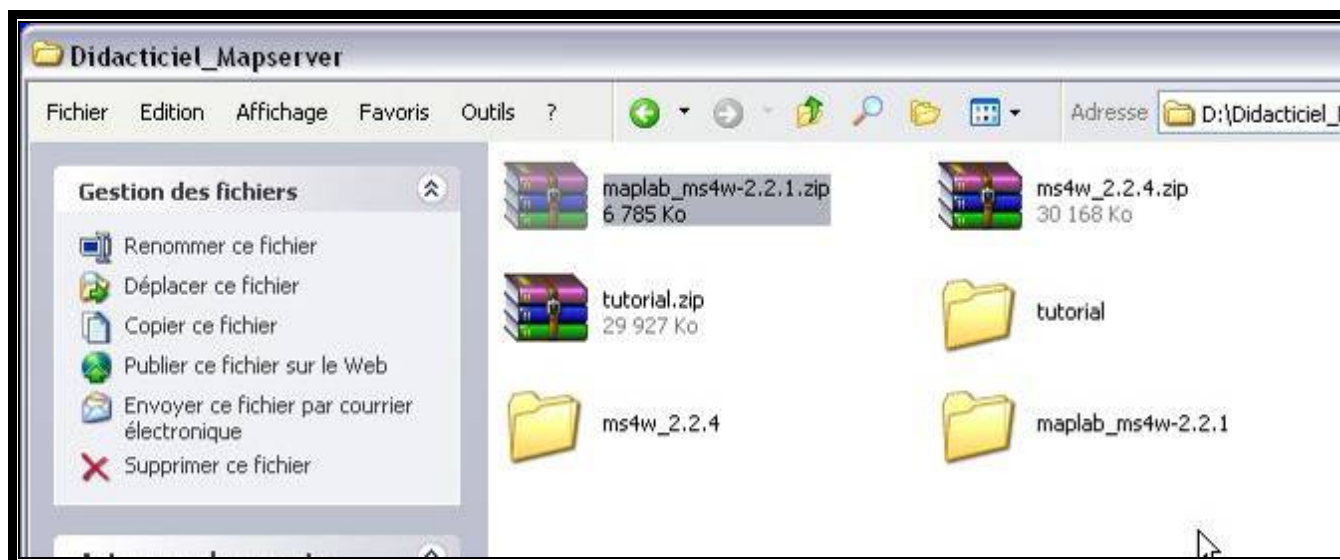 Didacticiel_Mapserver
Fichier Edition Affichage Favoris Outils ? Adresse D:\Didacticiel_
Gestion des fichiers
Renommer ce fichier
Déplacer ce fichier
Copier ce fichier
Publier ce fichier sur le Web
Envoyer ce fichier par courrier
électronique
Supprimer ce fichier
maplab_ms4w-2.2.1.zip
6 785 Ko
ms4w_2.2.4.zip
30 168 Ko
tutorial.zip
29 927 Ko
tutorial
ms4w_2.2.4
maplab_ms4w-2.2.1